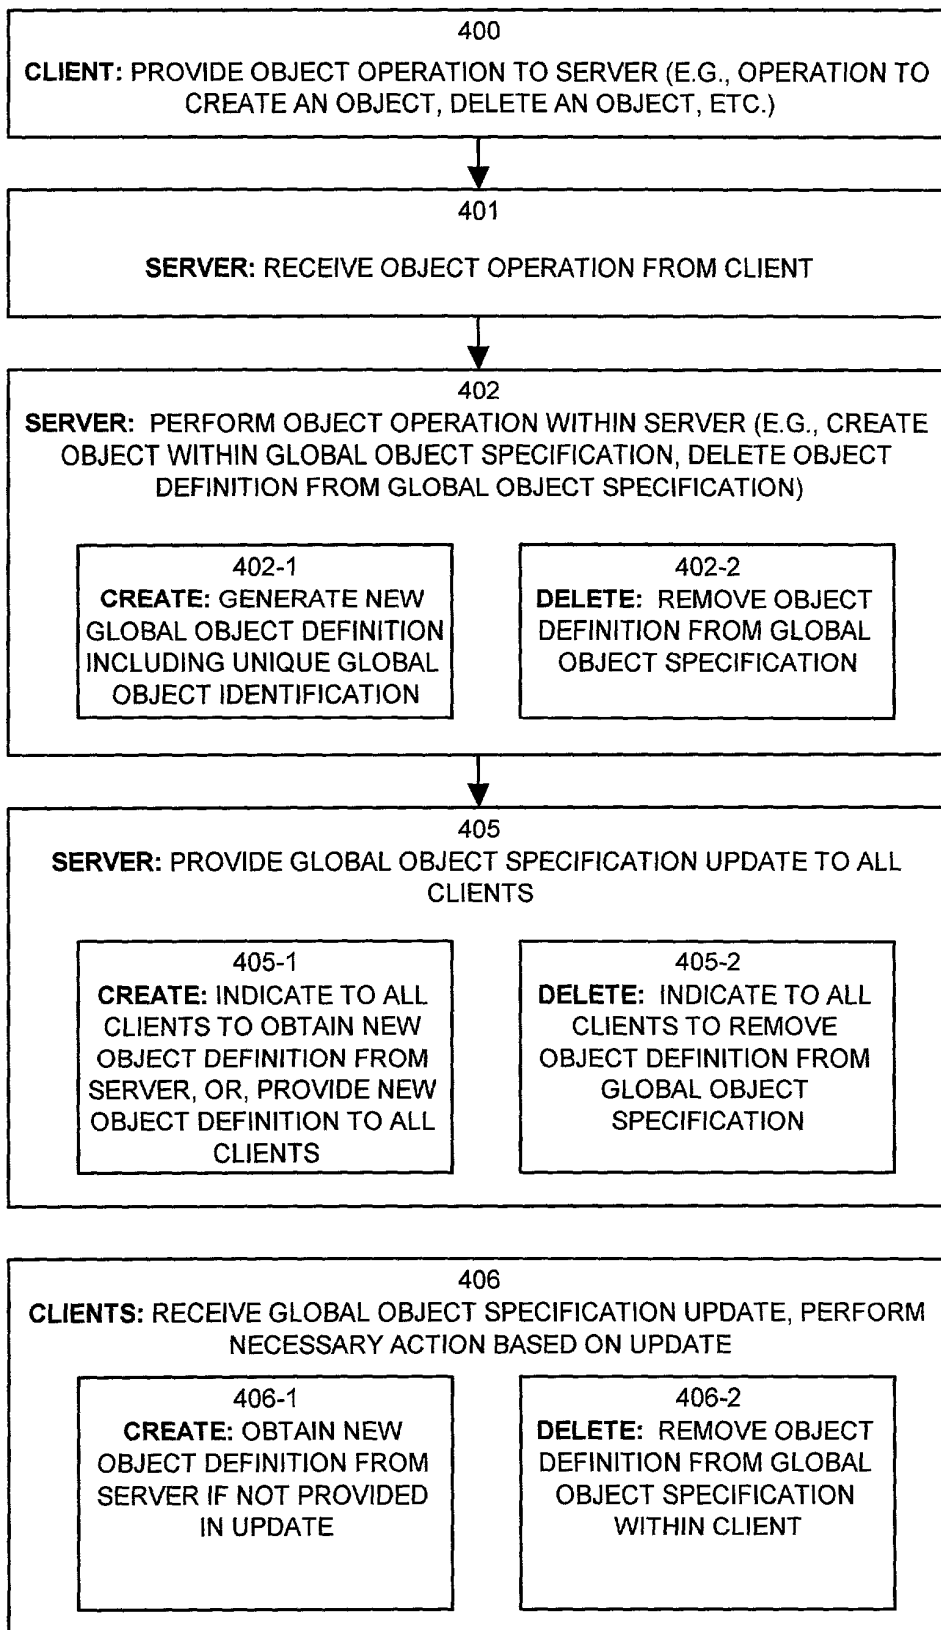 400
CLIENT: PROVIDE OBJECT OPERATION TO SERVER (E.G., OPERATION TO
CREATE AN OBJECT, DELETE AN OBJECT, ETC.)
401
SERVER: RECEIVE OBJECT OPERATION FROM CLIENT
402
SERVER: PERFORM OBJECT OPERATION WITHIN SERVER (E.G., CREATE
OBJECT WITHIN GLOBAL OBJECT SPECIFICATION, DELETE OBJECT
DEFINITION FROM GLOBAL OBJECT SPECIFICATION)
402-1
CREATE: GENERATE NEW
GLOBAL OBJECT DEFINITION
INCLUDING UNIQUE GLOBAL
OBJECT IDENTIFICATION
402-2
DELETE: REMOVE OBJECT
DEFINITION FROM GLOBAL
OBJECT SPECIFICATION
405
SERVER: PROVIDE GLOBAL OBJECT SPECIFICATION UPDATE TO ALL
CLIENTS
405-1
CREATE: INDICATE TO ALL
CLIENTS TO OBTAIN NEW
OBJECT DEFINITION FROM
SERVER, OR, PROVIDE NEW
OBJECT DEFINITION TO ALL
CLIENTS
405-2
DELETE: INDICATE TO ALL
CLIENTS TO REMOVE
OBJECT DEFINITION FROM
GLOBAL OBJECT
SPECIFICATION
406
CLIENTS: RECEIVE GLOBAL OBJECT SPECIFICATION UPDATE, PERFORM
NECESSARY ACTION BASED ON UPDATE
406-1
CREATE: OBTAIN NEW
OBJECT DEFINITION FROM
SERVER IF NOT PROVIDED
IN UPDATE
406-2
DELETE: REMOVE OBJECT
DEFINITION FROM GLOBAL
OBJECT SPECIFICATION
WITHIN CLIENT